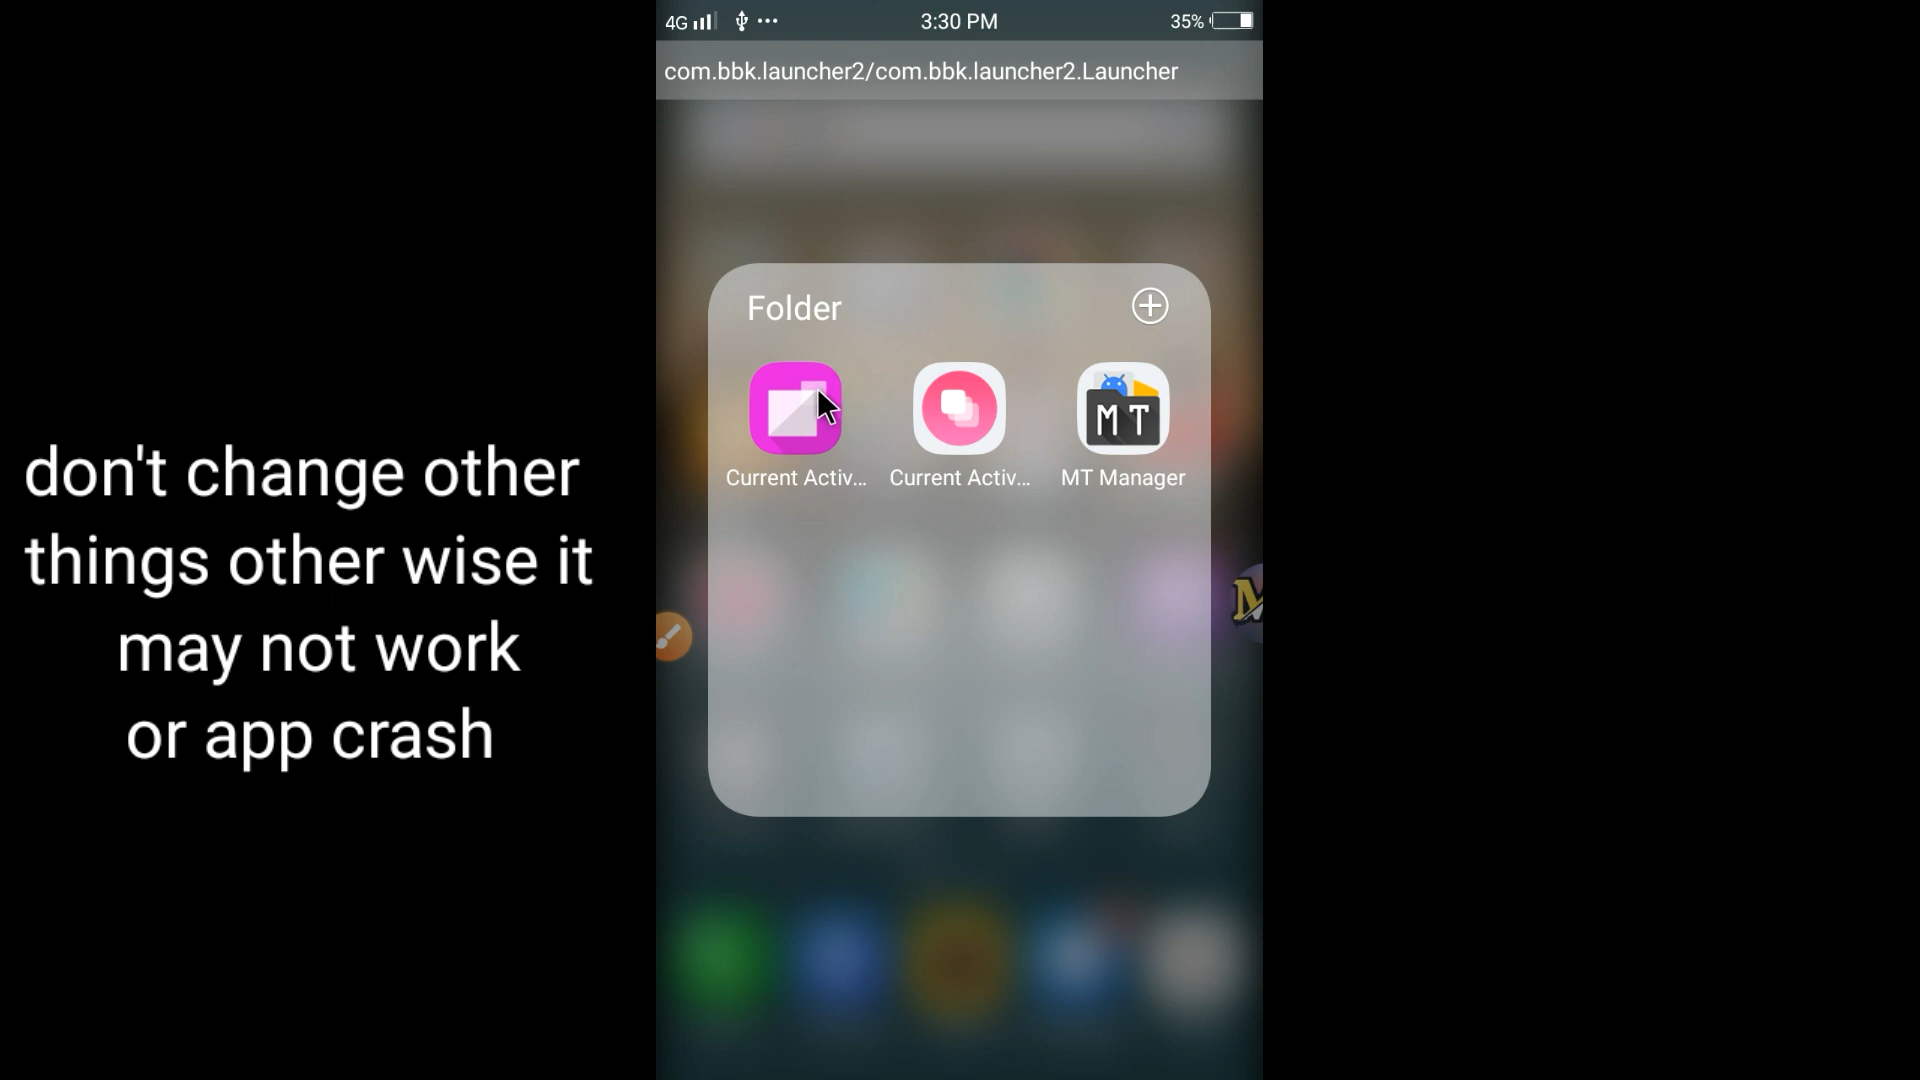 4G
3:30 PM
35%
com.bbk.launcher2/com.bbk.launcher2.Launcher
Folder
MT
Current Activ...
Current Activ...
MT Manager
don't change other
things other wise it
may not work
or app crash